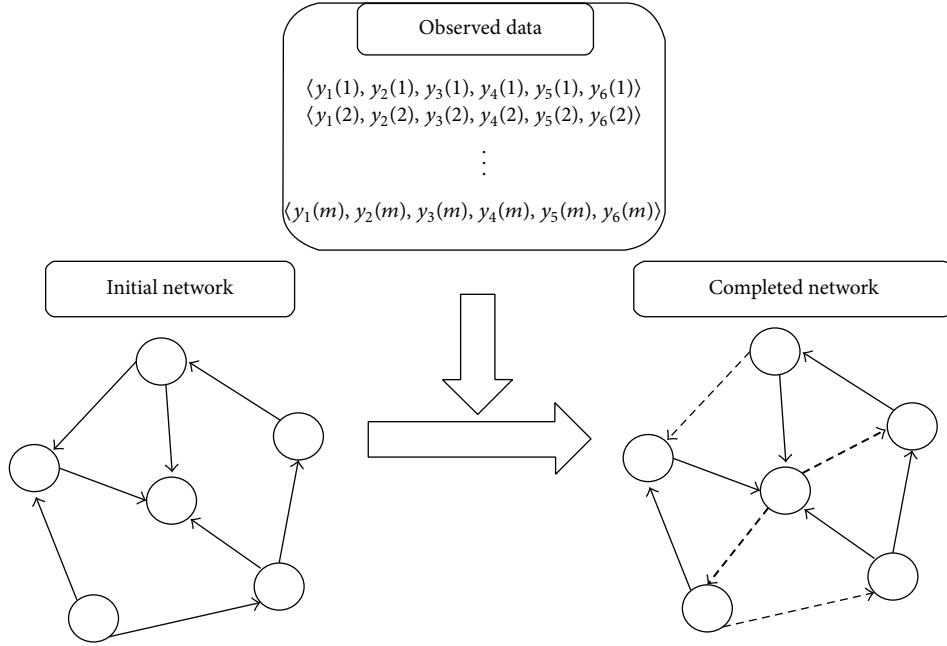 Observed data
⟨y₁(1), y₂(1), y₃(1), y₄(1), y₅(1), y₆(1)⟩
⟨y₁(2), y₂(2), y₃(2), y₄(2), y₅(2), y₆(2)⟩
⋮
⟨y₁(m), y₂(m), y₃(m), y₄(m), y₅(m), y₆(m)⟩
Initial network
Completed network